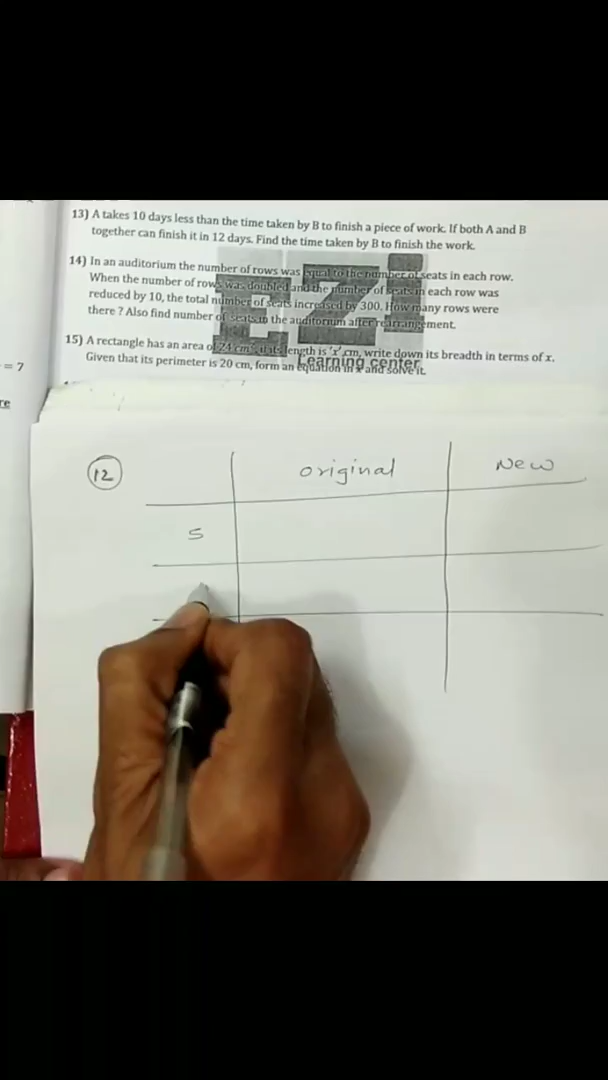 13) A takes 10 days less than the time taken by B to finish a piece of work. If both A and B
together can finish it in 12 days. Find the time taken by B to finish the work.
14) In an auditorium the number of rows was equal to the number of seats in each row.
When the number of rows was doubled and the number of seats in each row was
reduced by 10, the total number of seats increased by 300. How many rows were
there ? Also find number of seats in the auditorium after rearrangement.
15) A rectangle has an area of 24 cm². If its length is 'x' cm, write down its breadth in terms of x.
Given that its perimeter is 20 cm, form an equation in x and solve it.
Learning center
= 7
re
12
original New
S